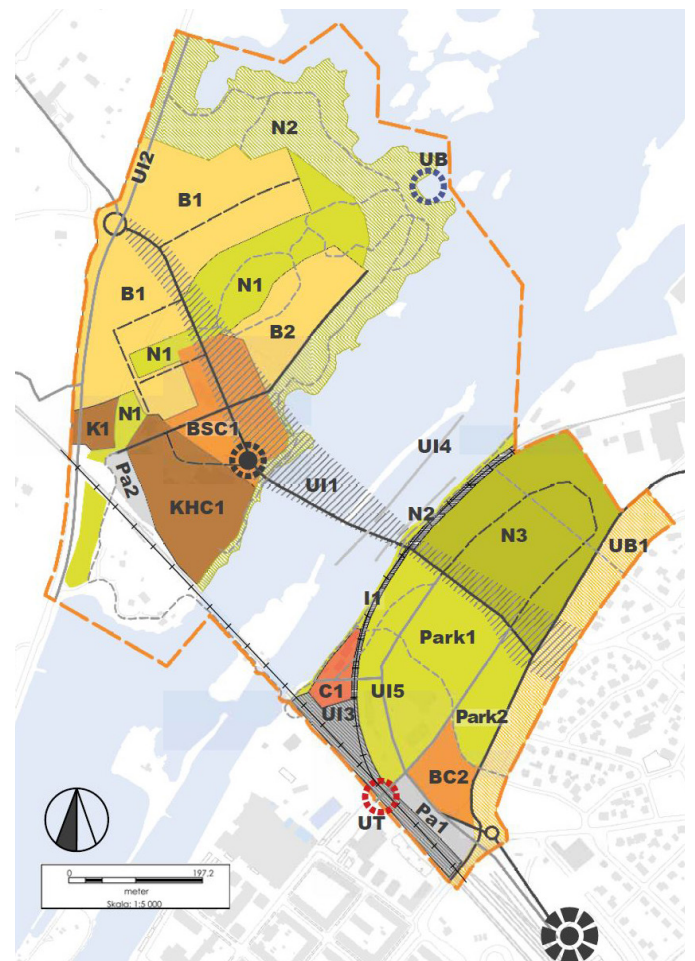 N2
UI2
UB
B1
B1
N1
B2
N1
K1
N1
BSC1
UI4
Pa2
UI1
KHC1
N2
N3
UB1
I1
Park1
C1
UI5
UI3
Park2
BC2
Pa1
UT
0 197,2
meter
Skala: 1:5 000